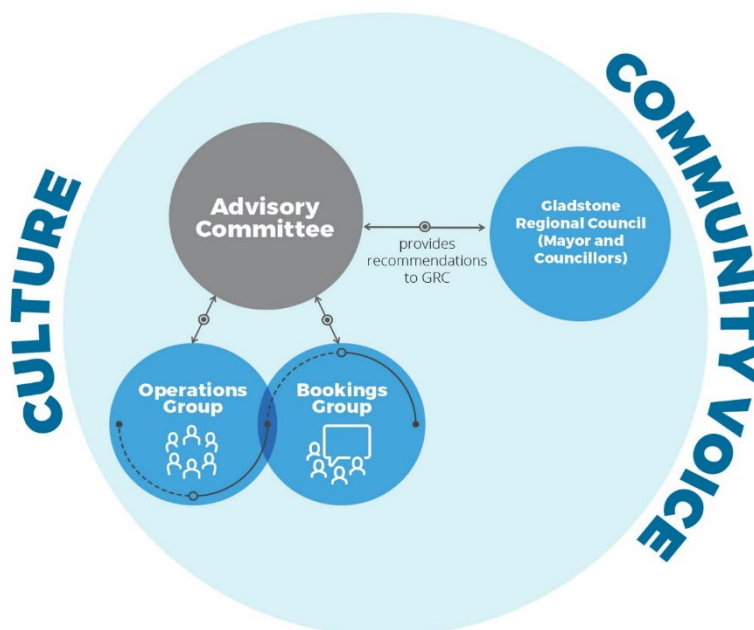 CULTURE
COMMUNITY VOICE
Advisory
Committee
Gladstone
Regional Council
(Mayor and
Councillors)
provides
recommendations
to GRC
Operations
Group
Bookings
Group